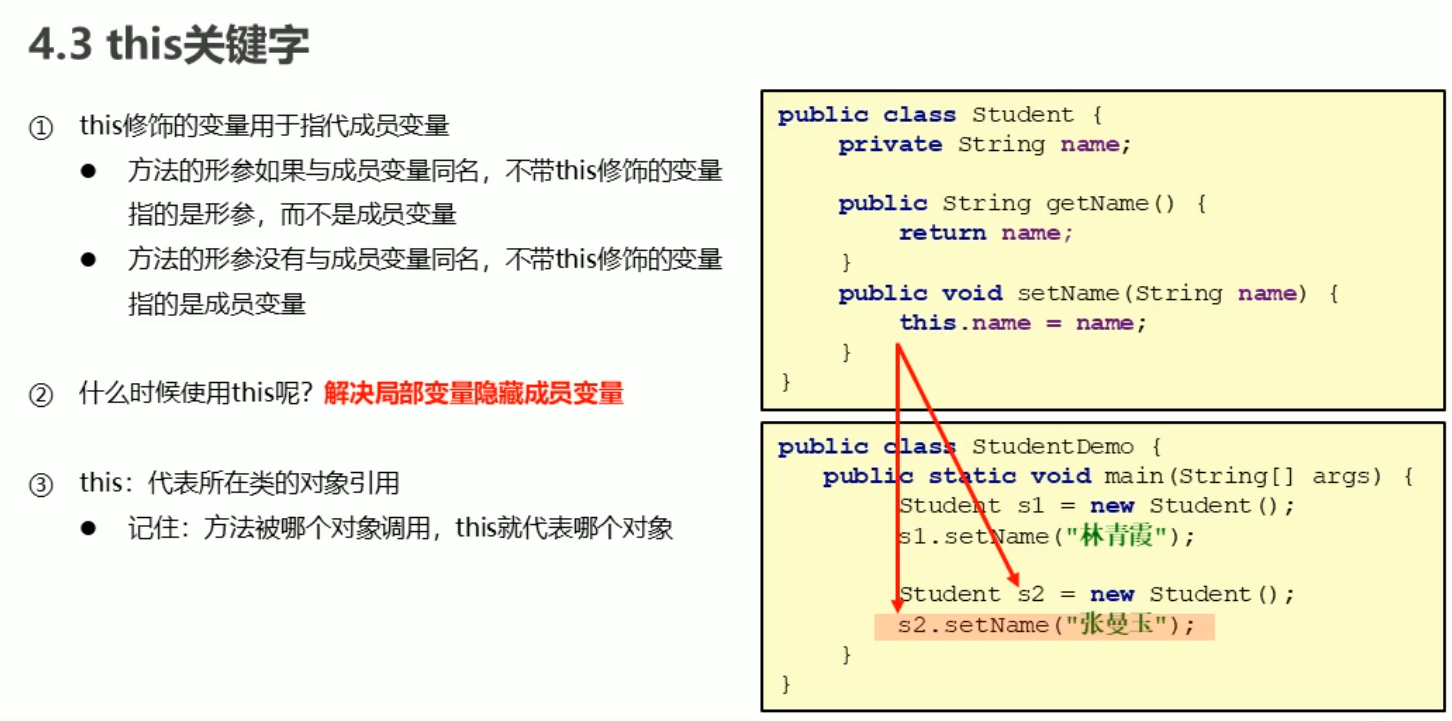 4.3 this关键字
① this修饰的变量用于指代成员变量
● 方法的形参如果与成员变量同名，不带this修饰的变量
指的是形参，而不是成员变量
● 方法的形参没有与成员变量同名，不带this修饰的变量
指的是成员变量
② 什么时候使用this呢？解决局部变量隐藏成员变量
③ this：代表所在类的对象引用
● 记住：方法被哪个对象调用，this就代表哪个对象
public class Student {
private String name;
public String getName() {
return name;
}
public void setName(String name) {
this.name = name;
}
}
public class StudentDemo {
public static void main(String[] args) {
Student s1 = new Student();
s1.setName("林青霞");
Student s2 = new Student();
s2.setName("张曼玉");
}
}